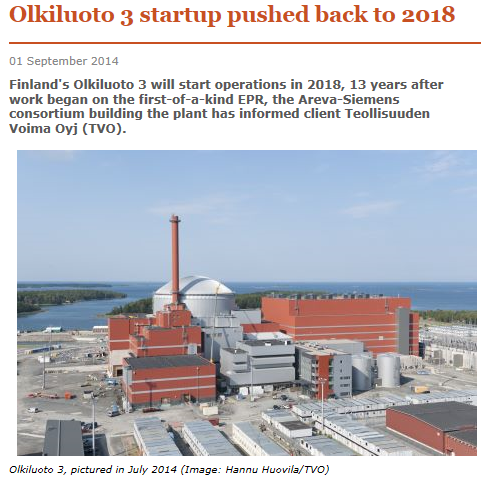 Olkiluoto 3 startup pushed back to 2018
01 September 2014
Finland's Olkiluoto 3 will start operations in 2018, 13 years after
work began on the first-of-a-kind EPR, the Areva-Siemens
consortium building the plant has informed client Teollisuuden
Voima Oyj (TVO).
Olkiluoto 3, pictured in July 2014 (Image: Hannu Huovila/TVO)